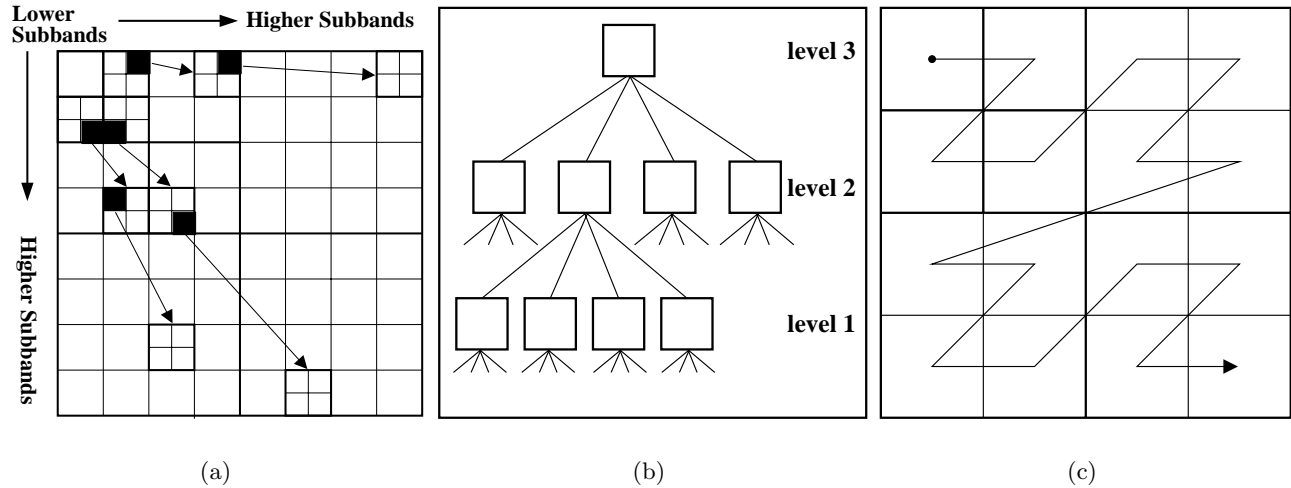 Lower
Subbands
Higher Subbands
Higher Subbands
level 3
level 2
level 1
(a)
(b)
(c)